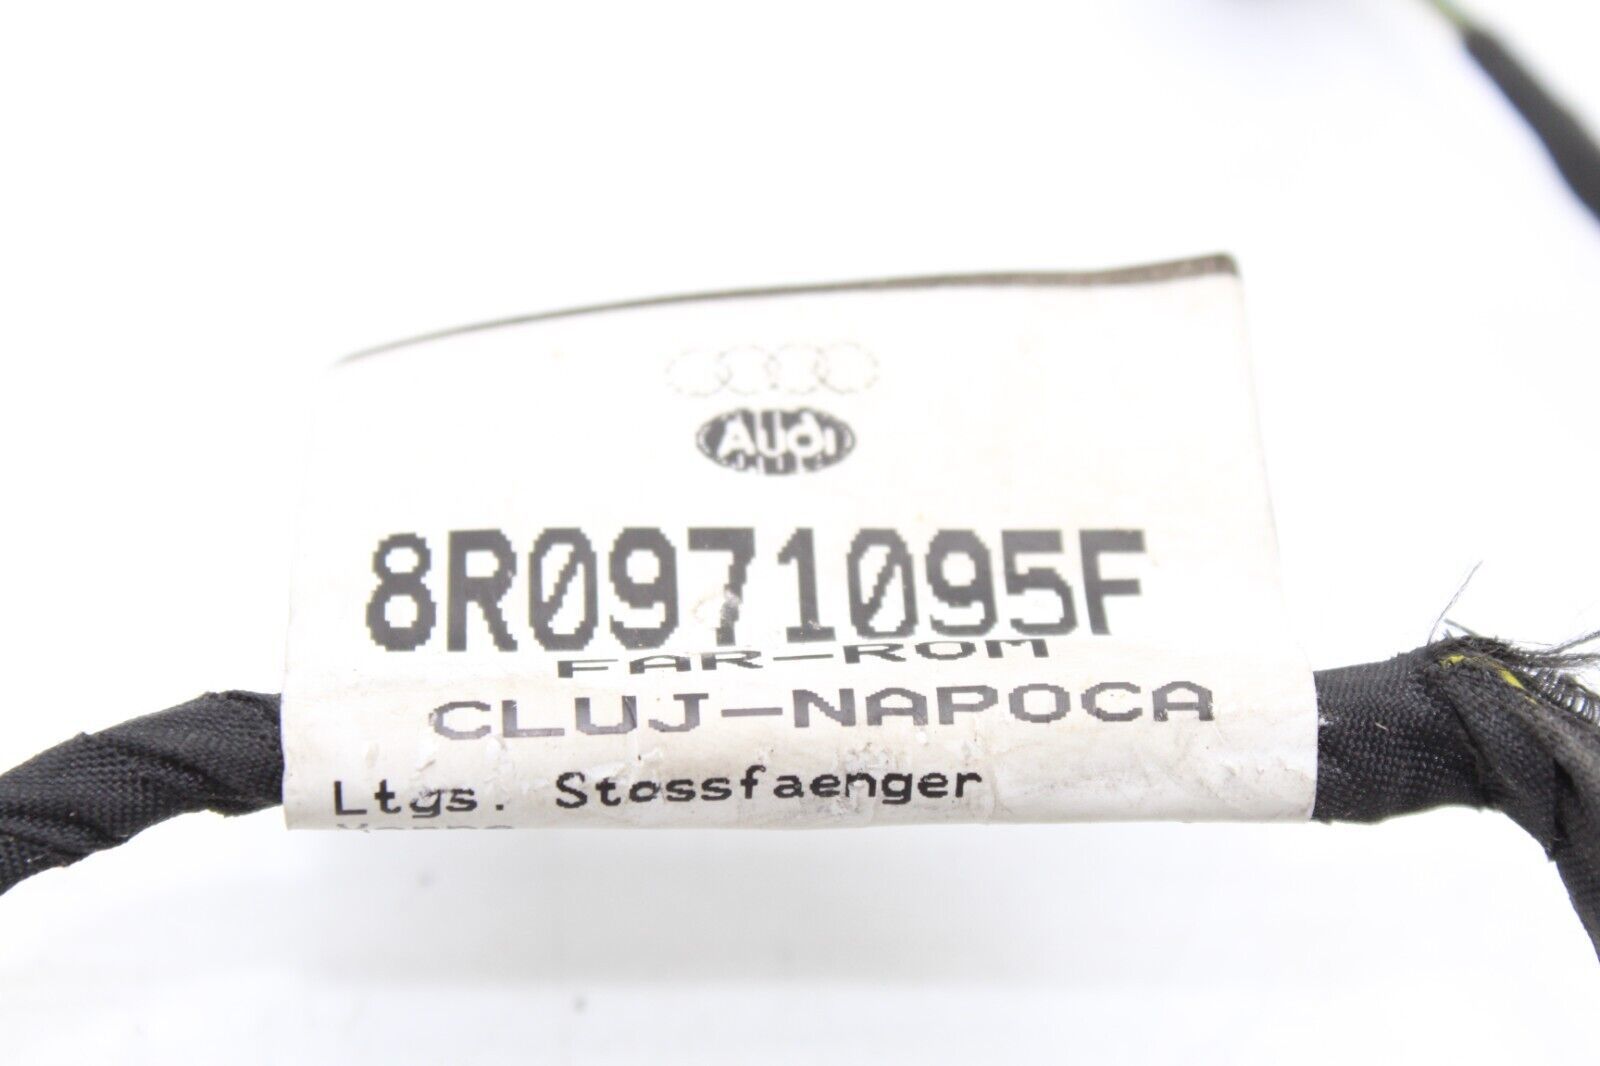 Audi
8R0971095F
FAR-ROM
CLUJ-NAPOCA
Ltgs. Stossfaenger